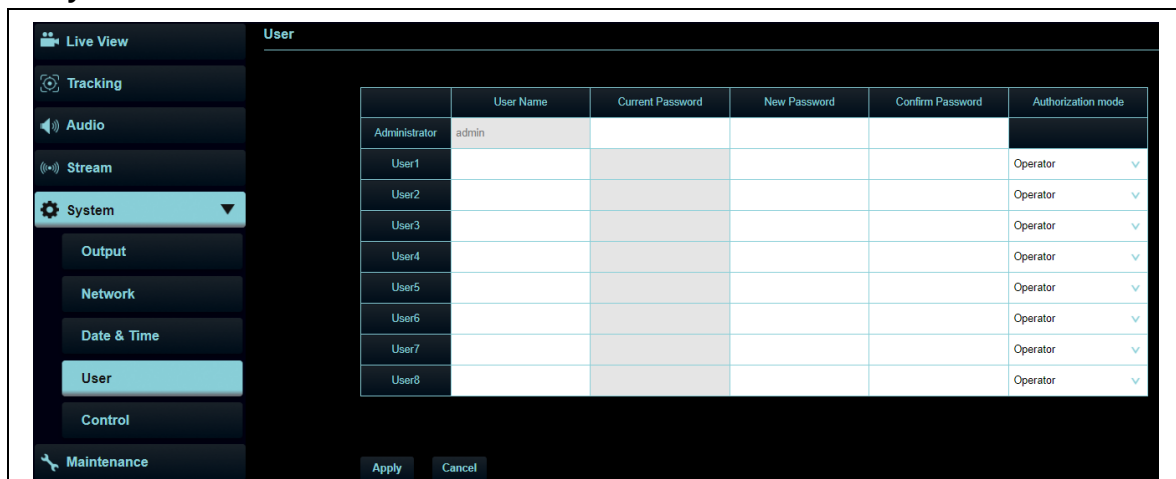 Live View
Tracking
Audio
Stream
System
Output
Network
Date & Time
User
Control
Maintenance
User
User Name Current Password New Password Confirm Password Authorization mode
Administrator admin
User1 Operator
User2 Operator
User3 Operator
User4 Operator
User5 Operator
User6 Operator
User7 Operator
User8 Operator
Apply Cancel